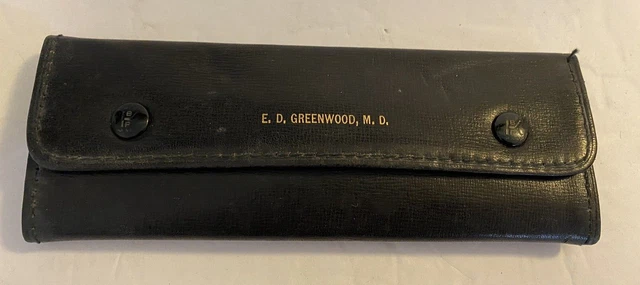 E. D. GREENWOOD, M. D.